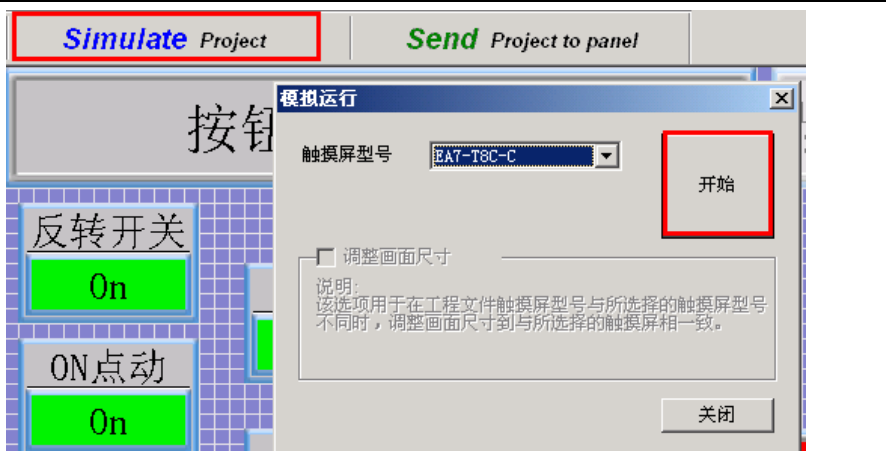 Simulate Project
Send Project to panel
按钮
模拟运行
触摸屏型号
EA7-T8C-C
开始
反转开关
On
调整画面尺寸
说明:
该选项用于在工程文件触摸屏型号与所选择的触摸屏型号
不同时，调整画面尺寸到与所选择的触摸屏相一致。
ON点动
On
关闭